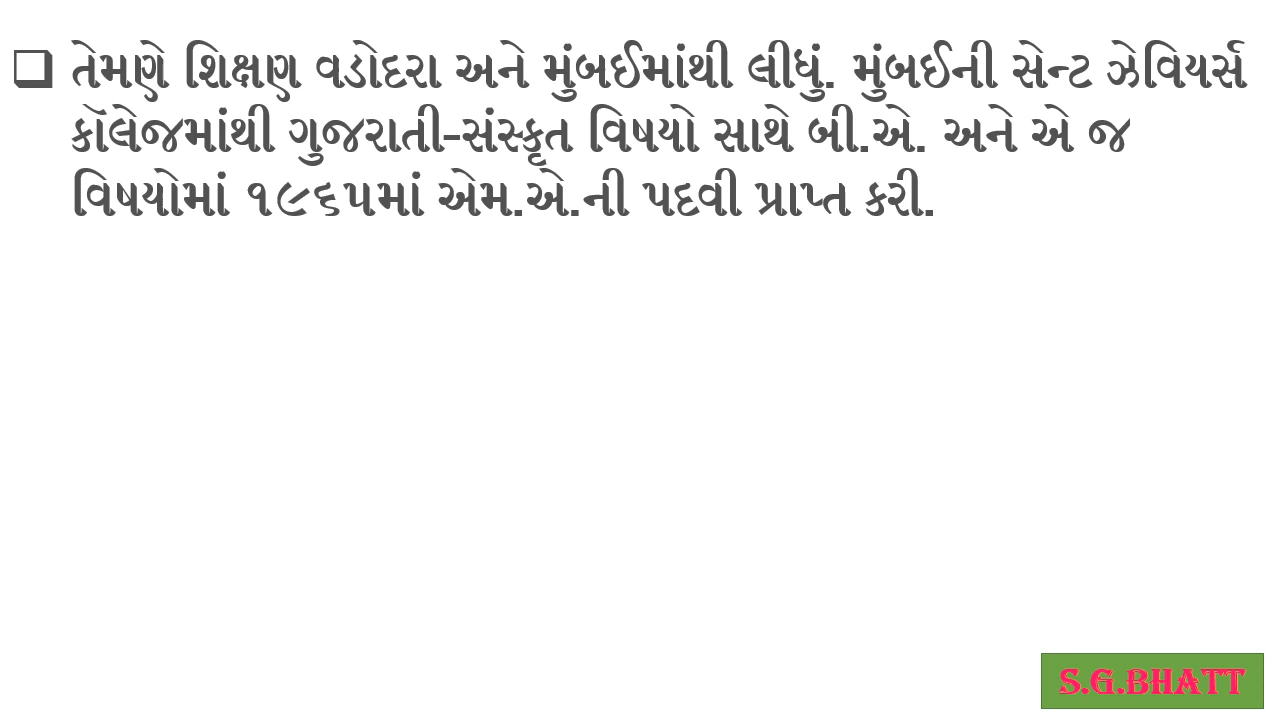 ❑ તેમણે શિક્ષણ વડોદરા અને મુંબઈમાંથી લીધું. મુંબઈની સેન્ટ ઝેવિયર્સ
કૉલેજમાંથી ગુજરાતી-સંસ્કૃત વિષયો સાથે બી.એ. અને એ જ
વિષયોમાં ૧૯૬૫માં એમ.એ.ની પદવી પ્રાપ્ત કરી.
S.G.BHATT